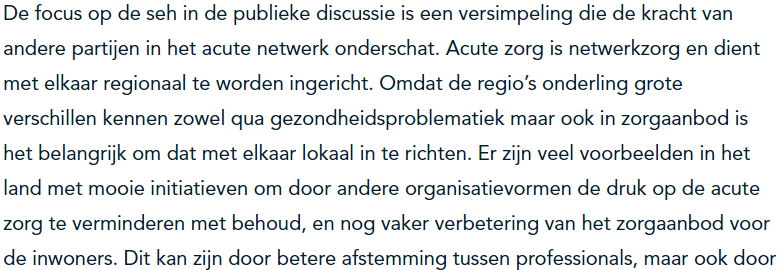 De focus op de seh in de publieke discussie is een versimpeling die de kracht van
andere partijen in het acute netwerk onderschat. Acute zorg is netwerkzorg en dient
met elkaar regionaal te worden ingericht. Omdat de regio’s onderling grote
verschillen kennen zowel qua gezondheidsproblematiek maar ook in zorgaanbod is
het belangrijk om dat met elkaar lokaal in te richten. Er zijn veel voorbeelden in het
land met mooie initiatieven om door andere organisatievormen de druk op de acute
zorg te verminderen met behoud, en nog vaker verbetering van het zorgaanbod voor
de inwoners. Dit kan zijn door betere afstemming tussen professionals, maar ook door